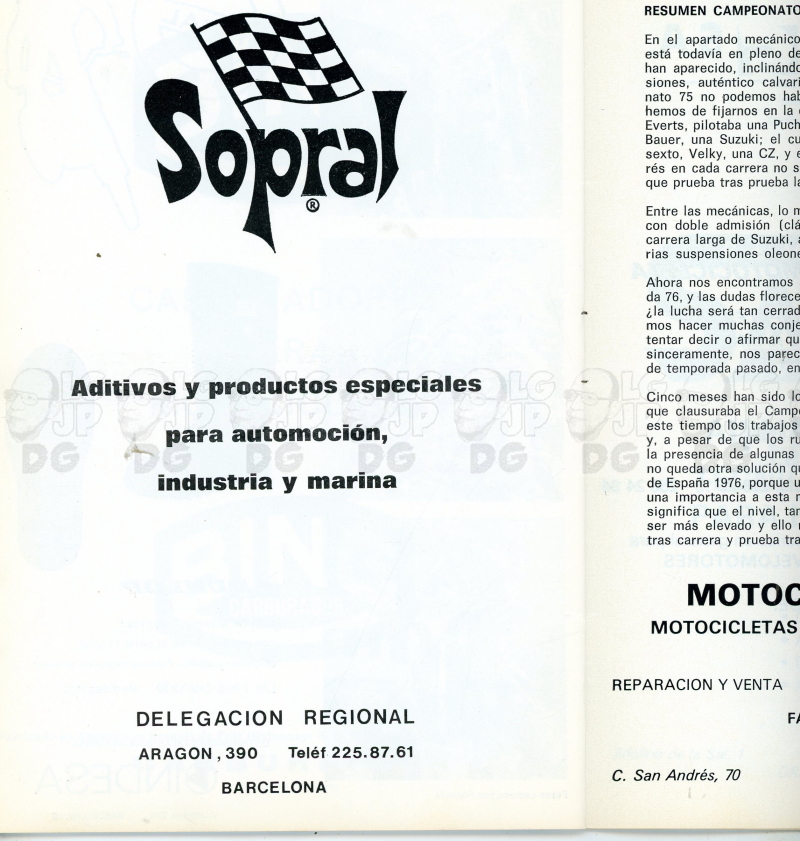 Sopral
®
Aditivos y productos especiales
para automoción,
industria y marina
DELEGACION REGIONAL
ARAGON, 390 Teléf 225.87.61
BARCELONA
RESUMEN CAMPEONATO
En el apartado mecánico
está todavía en pleno de
han aparecido, inclinándo
siones, auténtico calvari
nato 75 no podemos hab
hemos de fijarnos en la
Everts, pilotaba una Puch
Bauer, una Suzuki; el cu
sexto, Velky, una CZ, y e
rés en cada carrera no s
que prueba tras prueba la
Entre las mecánicas, lo m
con doble admisión (clá
carrera larga de Suzuki, a
rias suspensiones oleone
Ahora nos encontramos
da 76, y las dudas florece
¿la lucha será tan cerrad
mos hacer muchas conje
tentar decir o afirmar qu
sinceramente, nos parec
de temporada pasado, en
Cinco meses han sido lo
que clausuraba el Campe
este tiempo los trabajos
y, a pesar de que los ru
la presencia de algunas
no queda otra solución qu
de España 1976, porque u
una importancia a esta m
significa que el nivel, tan
ser más elevado y ello
tras carrera y prueba tra
MOTOC
MOTOCICLETAS
REPARACION Y VENTA
FA
C. San Andrés, 70